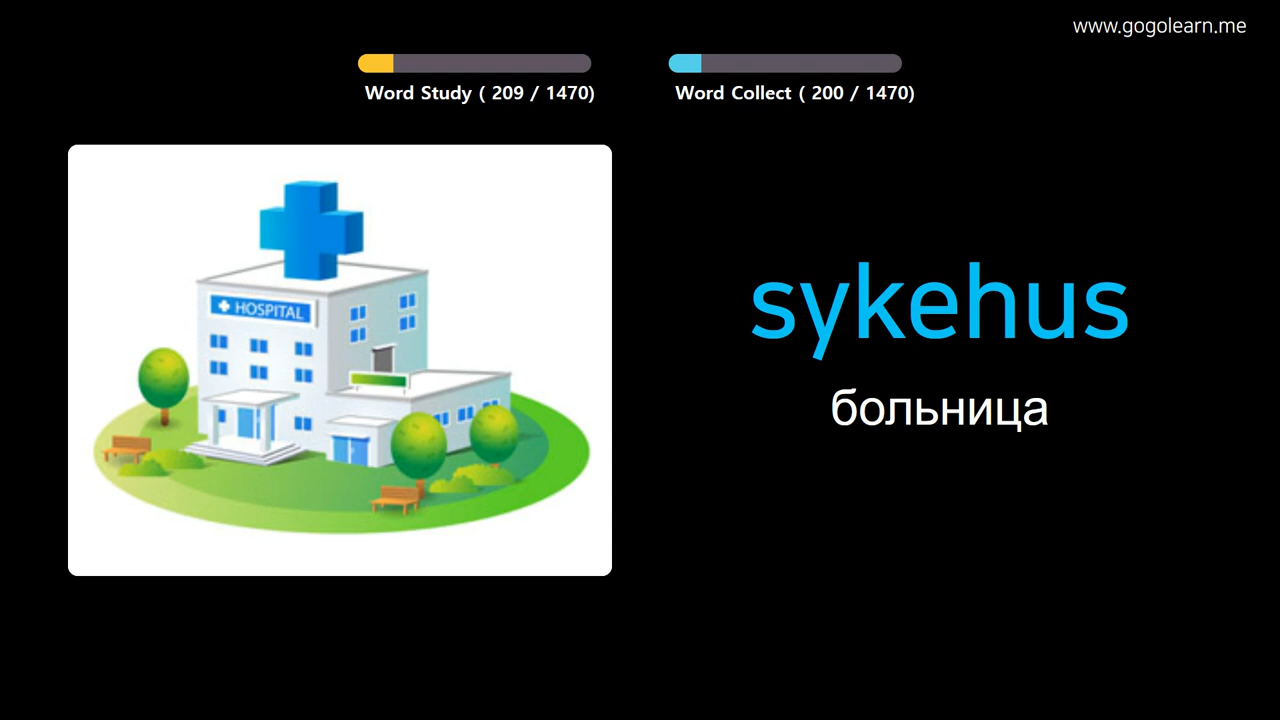 www.gogolearn.me
Word Study ( 209 / 1470)
Word Collect ( 200 / 1470)
HOSPITAL
sykehus
больница